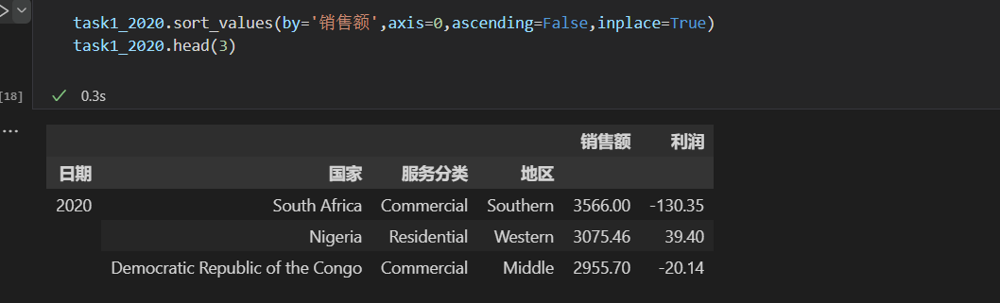 task1_2020.sort_values(by='销售额',axis=0,ascending=False,inplace=True)
task1_2020.head(3)
[18] 0.3s
销售额 利润
日期 国家 服务分类 地区
2020 South Africa Commercial Southern 3566.00 -130.35
Nigeria Residential Western 3075.46 39.40
Democratic Republic of the Congo Commercial Middle 2955.70 -20.14